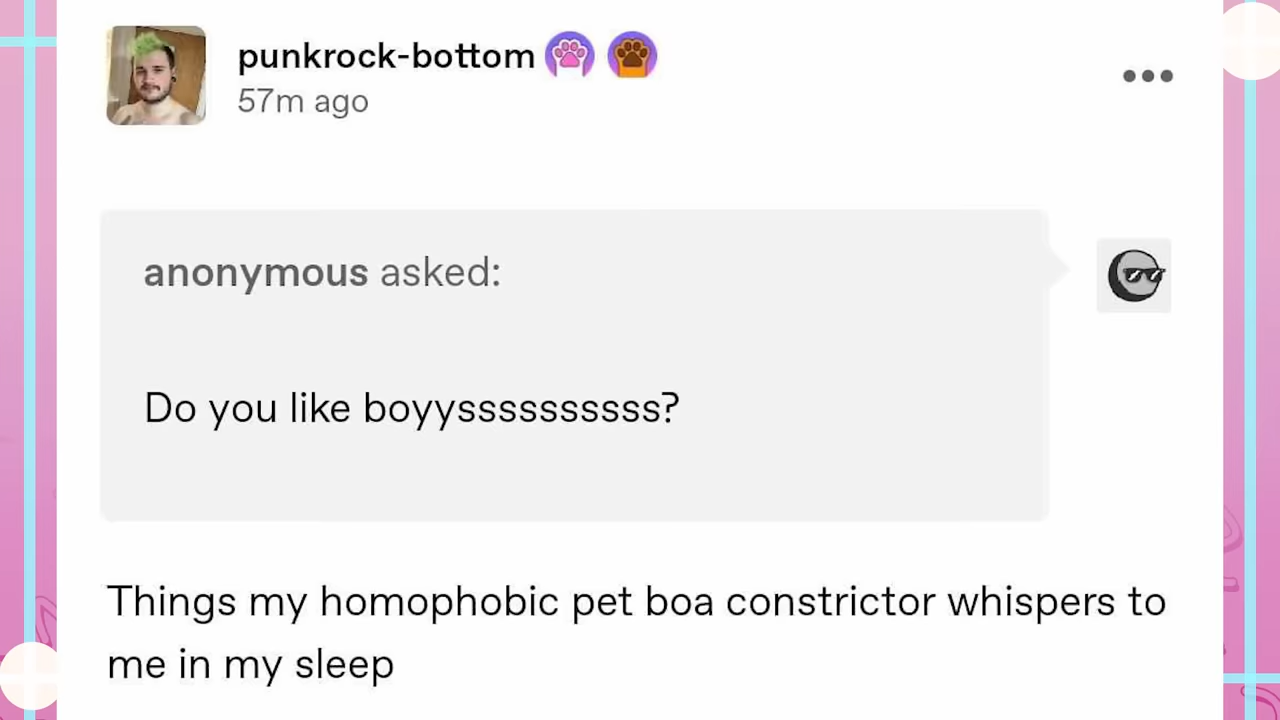 punkrock-bottom
57m ago
anonymous asked:
Do you like boyyssssssssss?
Things my homophobic pet boa constrictor whispers to
me in my sleep